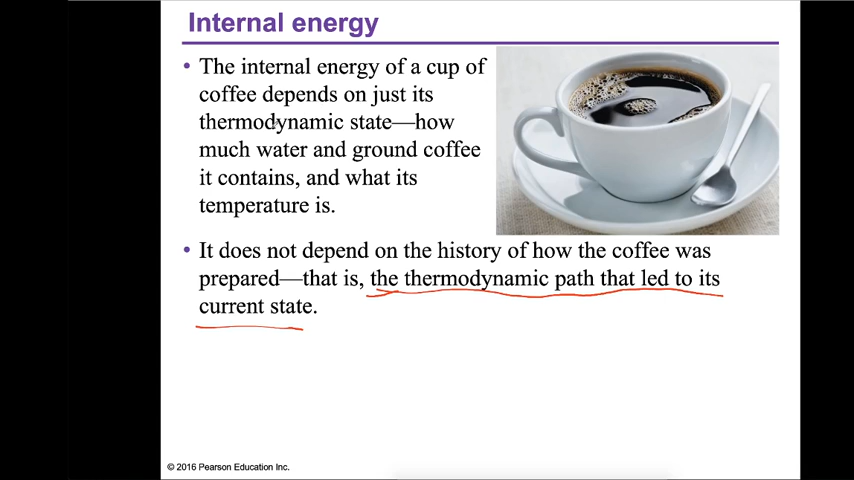 Internal energy
• The internal energy of a cup of
coffee depends on just its
thermodynamic state—how
much water and ground coffee
it contains, and what its
temperature is.
• It does not depend on the history of how the coffee was
prepared—that is, the thermodynamic path that led to its
current state.
© 2016 Pearson Education Inc.